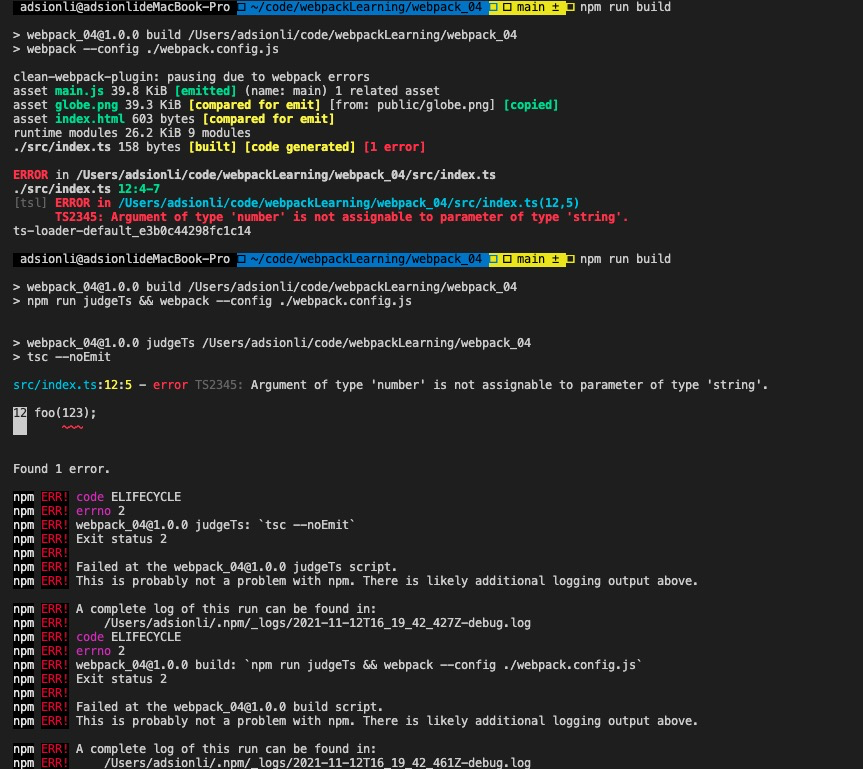 adsionli@adsionlideMacBook-Pro ~/code/webpackLearning/webpack_04 main ± npm run build
> webpack_04@1.0.0 build /Users/adsionli/code/webpackLearning/webpack_04
> webpack --config ./webpack.config.js
clean-webpack-plugin: pausing due to webpack errors
asset main.js 39.8 KiB [emitted] (name: main) 1 related asset
asset globe.png 39.3 KiB [compared for emit] [from: public/globe.png] [copied]
asset index.html 603 bytes [compared for emit]
runtime modules 26.2 KiB 9 modules
./src/index.ts 158 bytes [built] [code generated] [1 error]
ERROR in /Users/adsionli/code/webpackLearning/webpack_04/src/index.ts
./src/index.ts 12:4-7
[tsl] ERROR in /Users/adsionli/code/webpackLearning/webpack_04/src/index.ts(12,5)
TS2345: Argument of type 'number' is not assignable to parameter of type 'string'.
ts-loader-default_e3b0c44298fc1c14
adsionli@adsionlideMacBook-Pro ~/code/webpackLearning/webpack_04 main ± npm run build
> webpack_04@1.0.0 build /Users/adsionli/code/webpackLearning/webpack_04
> npm run judgeTs && webpack --config ./webpack.config.js
> webpack_04@1.0.0 judgeTs /Users/adsionli/code/webpackLearning/webpack_04
> tsc --noEmit
src/index.ts:12:5 - error TS2345: Argument of type 'number' is not assignable to parameter of type 'string'.
12 foo(123);
~~~
Found 1 error.
npm ERR! code ELIFECYCLE
npm ERR! errno 2
npm ERR! webpack_04@1.0.0 judgeTs: `tsc --noEmit`
npm ERR! Exit status 2
npm ERR!
npm ERR! Failed at the webpack_04@1.0.0 judgeTs script.
npm ERR! This is probably not a problem with npm. There is likely additional logging output above.
npm ERR! A complete log of this run can be found in:
npm ERR! /Users/adsionli/.npm/_logs/2021-11-12T16_19_42_427Z-debug.log
npm ERR! code ELIFECYCLE
npm ERR! errno 2
npm ERR! webpack_04@1.0.0 build: `npm run judgeTs && webpack --config ./webpack.config.js`
npm ERR! Exit status 2
npm ERR!
npm ERR! Failed at the webpack_04@1.0.0 build script.
npm ERR! This is probably not a problem with npm. There is likely additional logging output above.
npm ERR! A complete log of this run can be found in:
npm ERR! /Users/adsionli/.npm/_logs/2021-11-12T16_19_42_461Z-debug.log